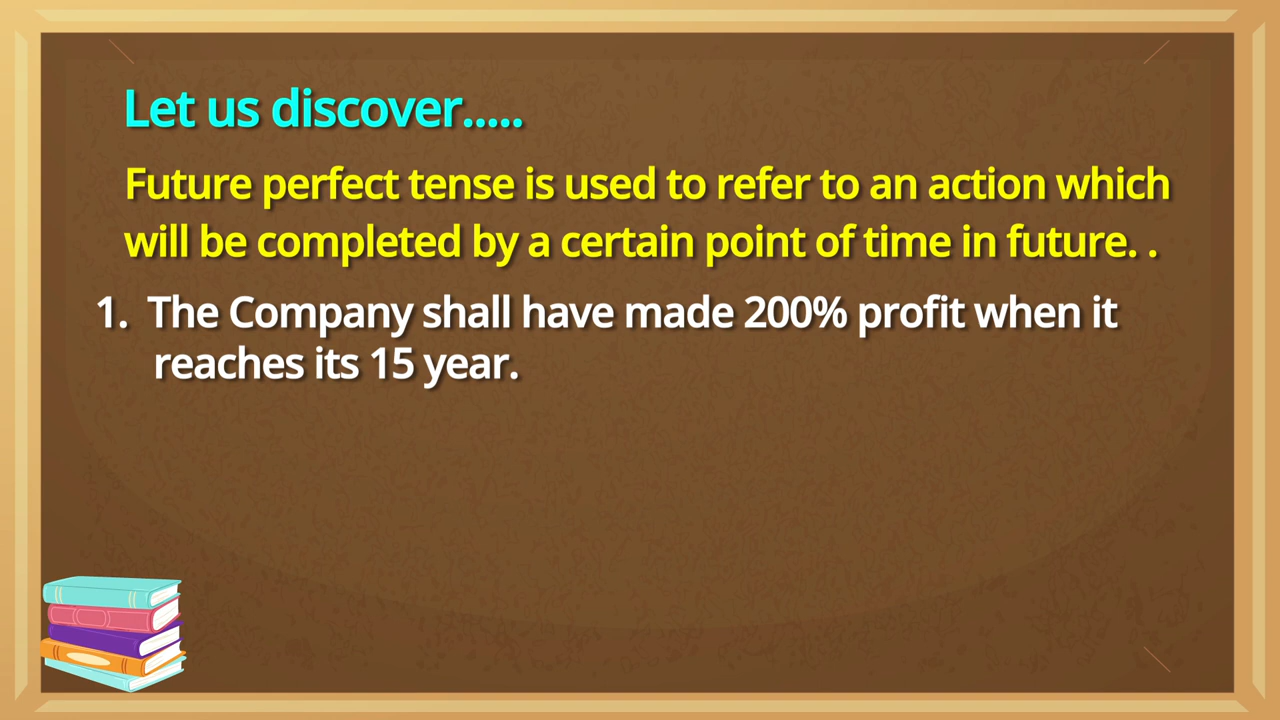 Let us discover.....
Future perfect tense is used to refer to an action which
will be completed by a certain point of time in future. .
1. The Company shall have made 200% profit when it
reaches its 15 year.